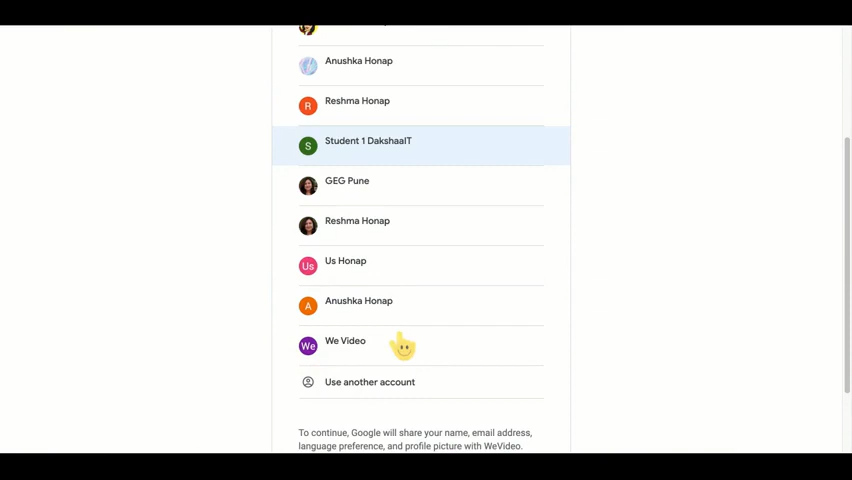 Anushka Honap
R
Reshma Honap
S
Student 1 DakshaaIT
GEG Pune
Reshma Honap
Us
Us Honap
A
Anushka Honap
We
We Video
Use another account
To continue, Google will share your name, email address,
language preference, and profile picture with WeVideo.